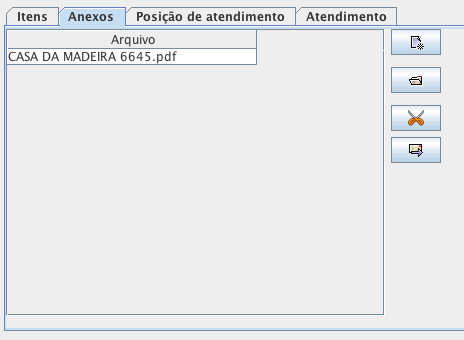 Itens Anexos Posição de atendimento Atendimento
Arquivo
CASA DA MADEIRA 6645.pdf